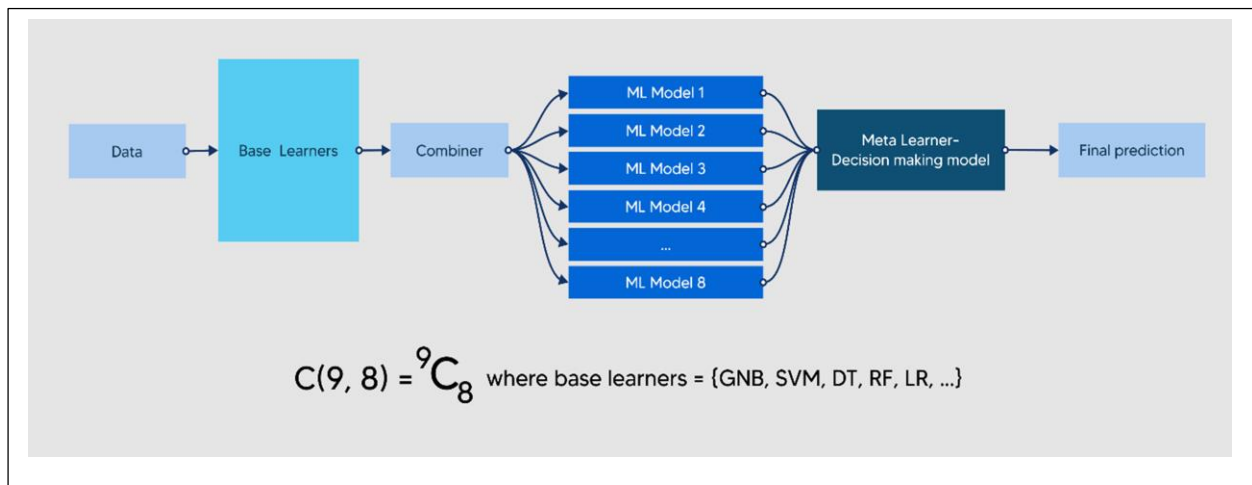 Data
Base Learners
Combiner
ML Model 1
ML Model 2
ML Model 3
ML Model 4
...
ML Model 8
Meta Learner-
Decision making model
Final prediction
C(9, 8) = ⁹C₈ where base learners = {GNB, SVM, DT, RF, LR, ...}